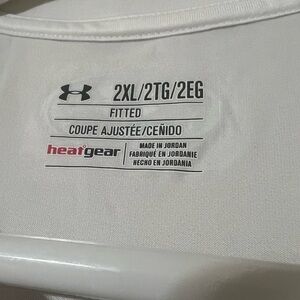 2XL/2TG/2EG
FITTED
COUPE AJUSTÉE/CEÑIDO
heatgear
MADE IN JORDAN
FABRIQUÉ EN JORDANIE
HECHO EN JORDANIA